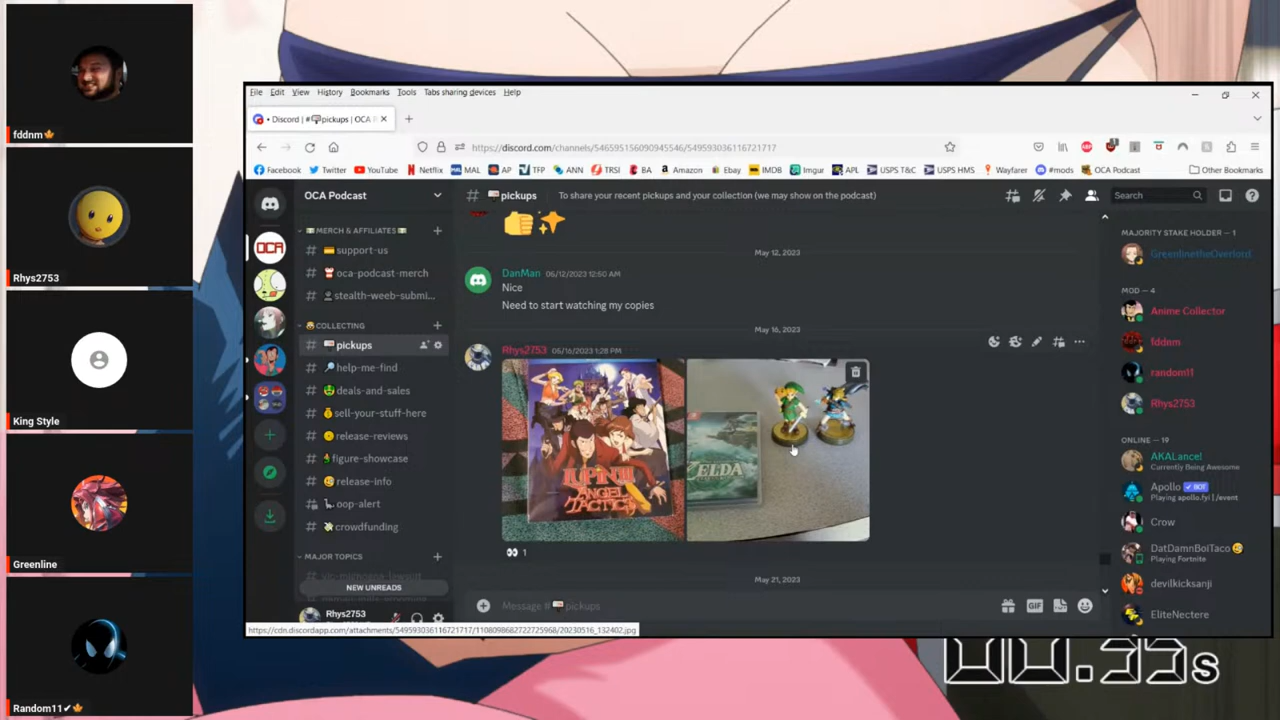 fddnm
Rhys2753
King Style
Greenline
Random11
File Edit View History Bookmarks Tools Tabs sharing devices Help
• Discord | # pickups | OCA P
https://discord.com/channels/546595156090945546/549593036116721717
Facebook Twitter YouTube Netflix MAL AP TFP ANN TRSI BA Amazon Ebay IMDB Imgur APL USPS T&C USPS HMS Wayfarer #mods OCA Podcast Other Bookmarks
OCA Podcast
# pickups To share your recent pickups and your collection (we may show on the podcast)
Search
OCA
MERCH & AFFILIATES
# support-us
# oca-podcast-merch
# stealth-weeb-submi...
COLLECTING
# pickups
# help-me-find
# deals-and-sales
# sell-your-stuff-here
# release-reviews
# figure-showcase
# release-info
# oop-alert
# crowdfunding
MAJOR TOPICS
NEW UNREADS
Rhys2753
May 12, 2023
DanMan 05/12/2023 12:50 AM
Nice
Need to start watching my copies
May 16, 2023
Rhys2753 05/16/2023 1:28 PM
LUPIN III
ANGEL
TACTICS
ZELDA
1
May 21, 2023
Message # pickups
https://cdn.discordapp.com/attachments/549593036116721717/1108098682722725968/20230516_132402.jpg
MAJORITY STAKE HOLDER – 1
GreenlinetheOverlord
MOD – 4
Anime Collector
fddnm
random11
Rhys2753
ONLINE – 19
AKALance!
Currently Being Awesome
Apollo BOT
Playing apollo.fyi | /event
Crow
DatDamnBoiTaco
Playing Fortnite
devilkicksanji
EliteNectere